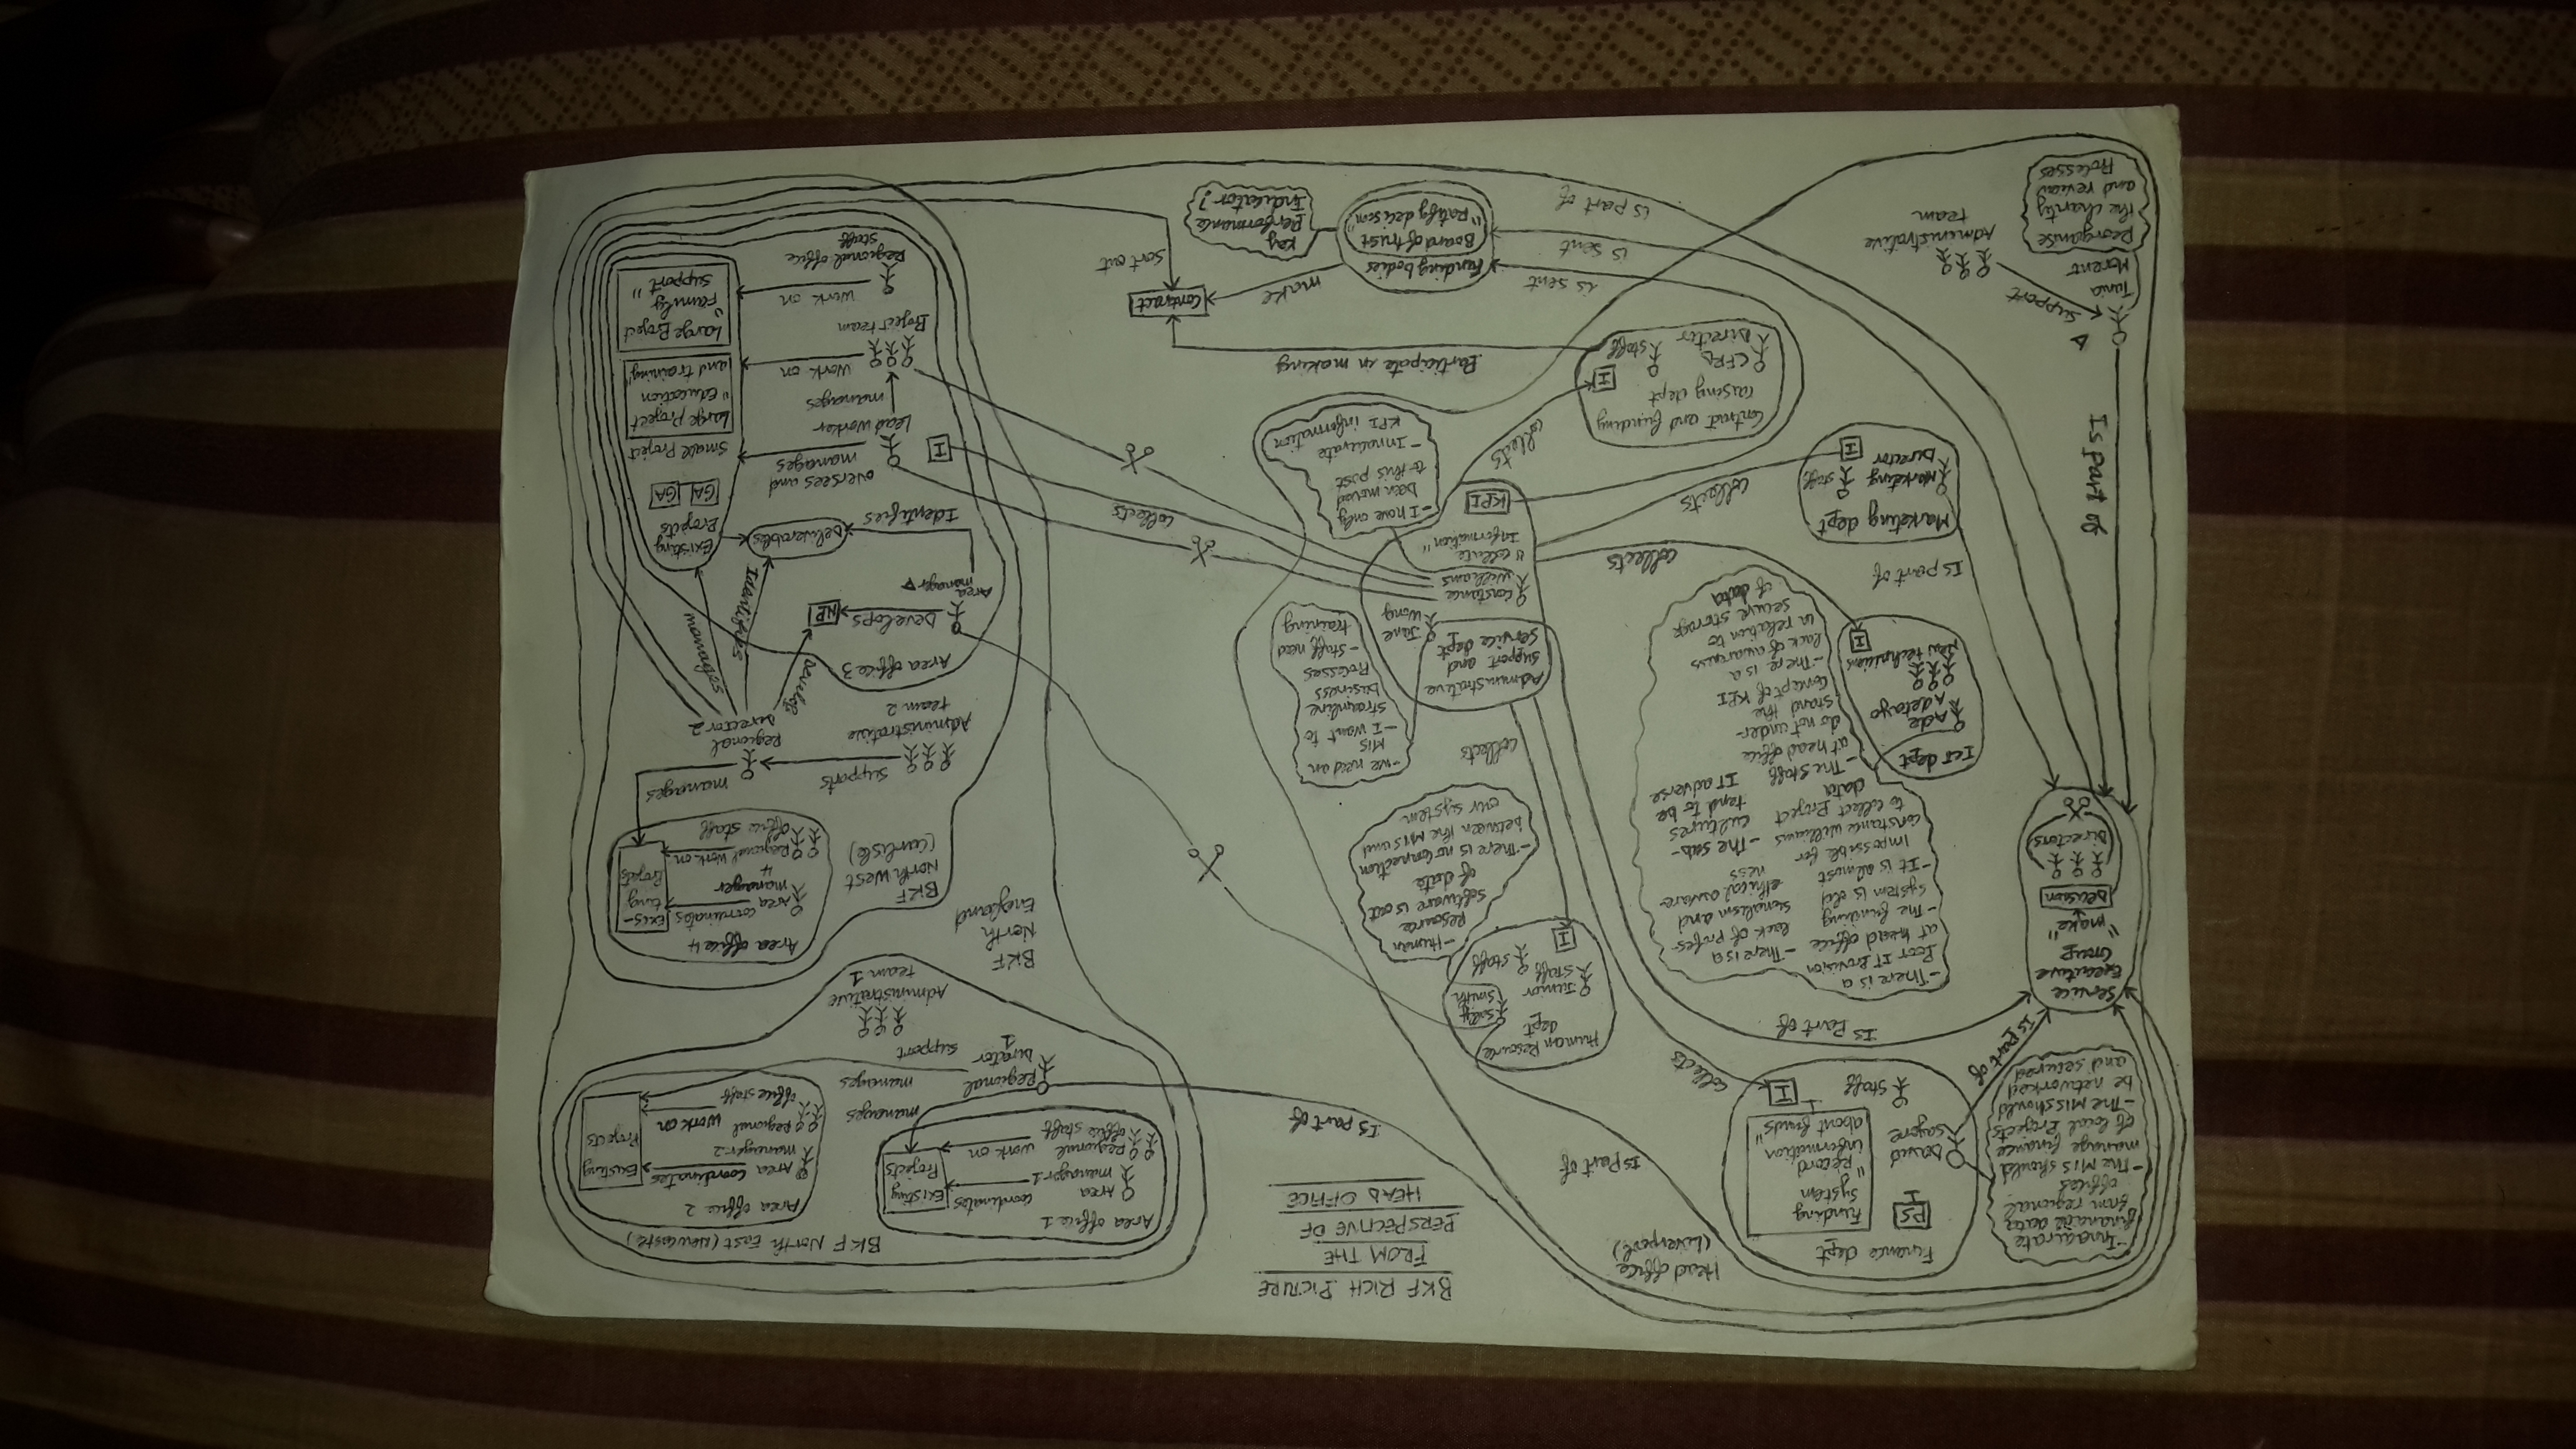 BKF RICH PICTURE
FROM THE
PERSPECTIVE OF
HEAD OFFICE
Head office
(Liverpool)
-Innacurate
financial data
from regional
offices
-The MIS should
manage finance
of local Projects
-The MIS should
be networked
and secured
Finance dept
PS
Funding
System
"Record
information
about funds"
David
Sayore
Staff
I
collects
Is part of
Is Part of
Is part of
Is part of
Service
Executive
Group
"make"
Decision
Directors
-There is a
Poor IT Provision
at head office
-The funding
system is old
-It is almost
impossible for
Constance Williams
to collect Project
data
-The staff
at head office
do not under-
stand the
Concept of KPI
-There is a
lack of awareness
in relation to
secure storage
of data
-There is a
lack of profes-
sionalism and
ethical aware-
ness
-The sub-
cultures
tend to be
IT adverse
Human Resource
dept
Sally
Smith
Junior
Staff
Staff
I
-Human
Resource
software is out
of date
-There is no connection
between the MIS and
our system
collects
-We need an
MIS
-I want to
streamline
business
Processes
-Staff need
training
Administrative
Support and
Service dept
Jane
Wong
Constance
Williams
"Collate
Information"
KPI
-I have only
been moved
to this post
-Innacurate
KPI information
ICT dept
Ade
Adetayo
New technicians
I
collects
Is part of
Marketing dept
Marketing
Director
Staff
I
collects
collects
Contract and funding
raising dept
CFRD
Director
Staff
I
Participate in making
Contract
make
Sort out
is sent
is sent
is part of
Funding bodies
Board of trust
"Ratify decision"
Key
Performance
Indicator?
Is part of
Support
Tania
Morent
Administrative
team
Reorganise
the charity
and review
Processes
BKF North East (Newcastle)
Area office 1
Area
manager 1
coordinates
Existing
Projects
Regional
office staff
work on
Area office 2
Area
manager 2
coordinates
Existing
Projects
Regional
office staff
Work on
manages
manages
Regional
Director
1
support
Administrative
team 1
BKF
North
England
BKF
North West
(Carlisle)
Area office 4
Area
manager
4
coordinates
Exis-
ting
Projects
Regional
office staff
Work on
Supports
manages
Administrative
team 2
Regional
Director 2
Develop
Identifies
manages
Area office 3
Area
manager
Develops
NP
Identifies
Deliverables
Existing
Projects
GA
GA
collects
I
Lead worker
oversees and
manages
Small Project
manages
Large Project
"Education
and training"
Project team
Work on
Large Project
"Family
Support"
Regional office
staff
Work on